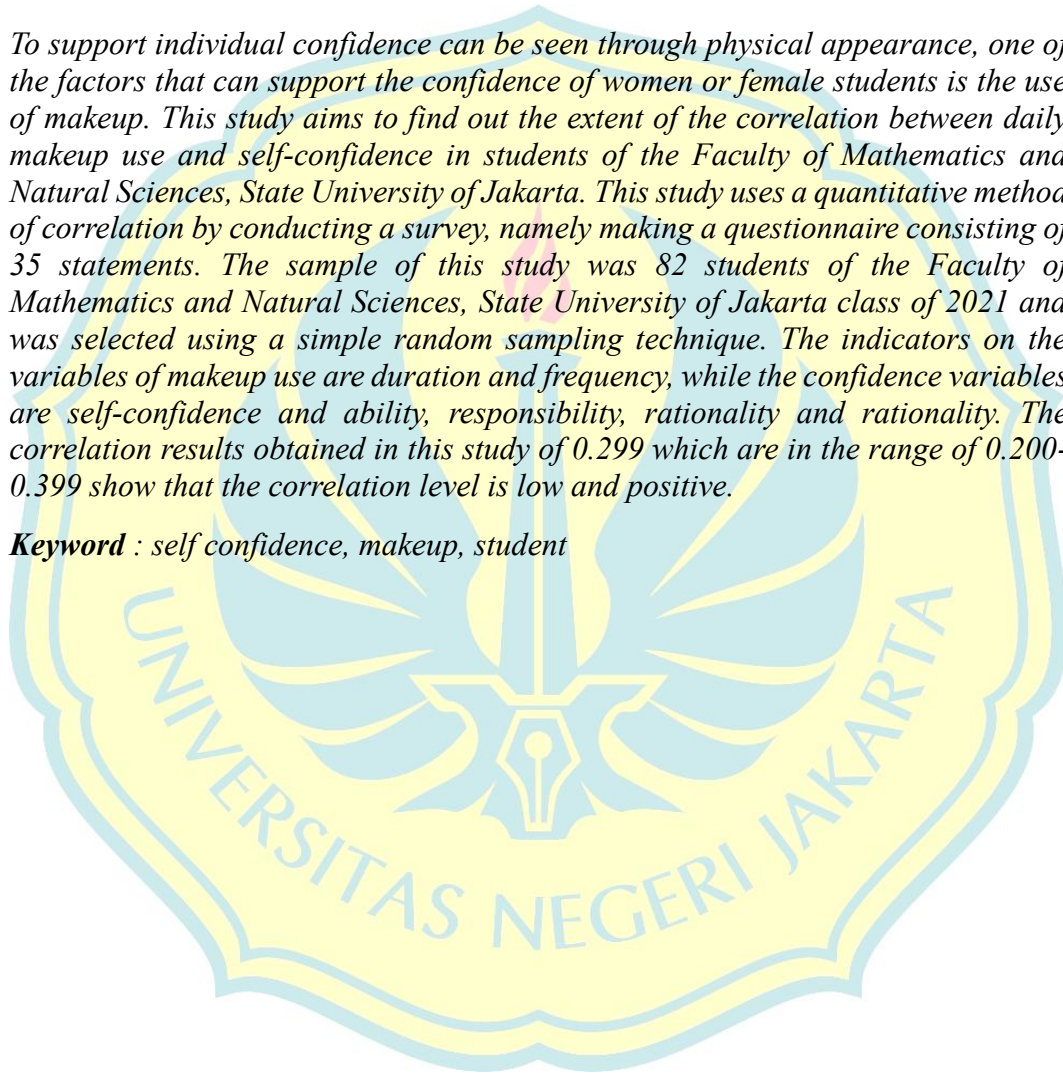 To support individual confidence can be seen through physical appearance, one of
the factors that can support the confidence of women or female students is the use
of makeup. This study aims to find out the extent of the correlation between daily
makeup use and self-confidence in students of the Faculty of Mathematics and
Natural Sciences, State University of Jakarta. This study uses a quantitative method
of correlation by conducting a survey, namely making a questionnaire consisting of
35 statements. The sample of this study was 82 students of the Faculty of
Mathematics and Natural Sciences, State University of Jakarta class of 2021 and
was selected using a simple random sampling technique. The indicators on the
variables of makeup use are duration and frequency, while the confidence variables
are self-confidence and ability, responsibility, rationality and rationality. The
correlation results obtained in this study of 0.299 which are in the range of 0.200-
0.399 show that the correlation level is low and positive.
Keyword : self confidence, makeup, student
UNIVERSITAS NEGERI JAKARTA